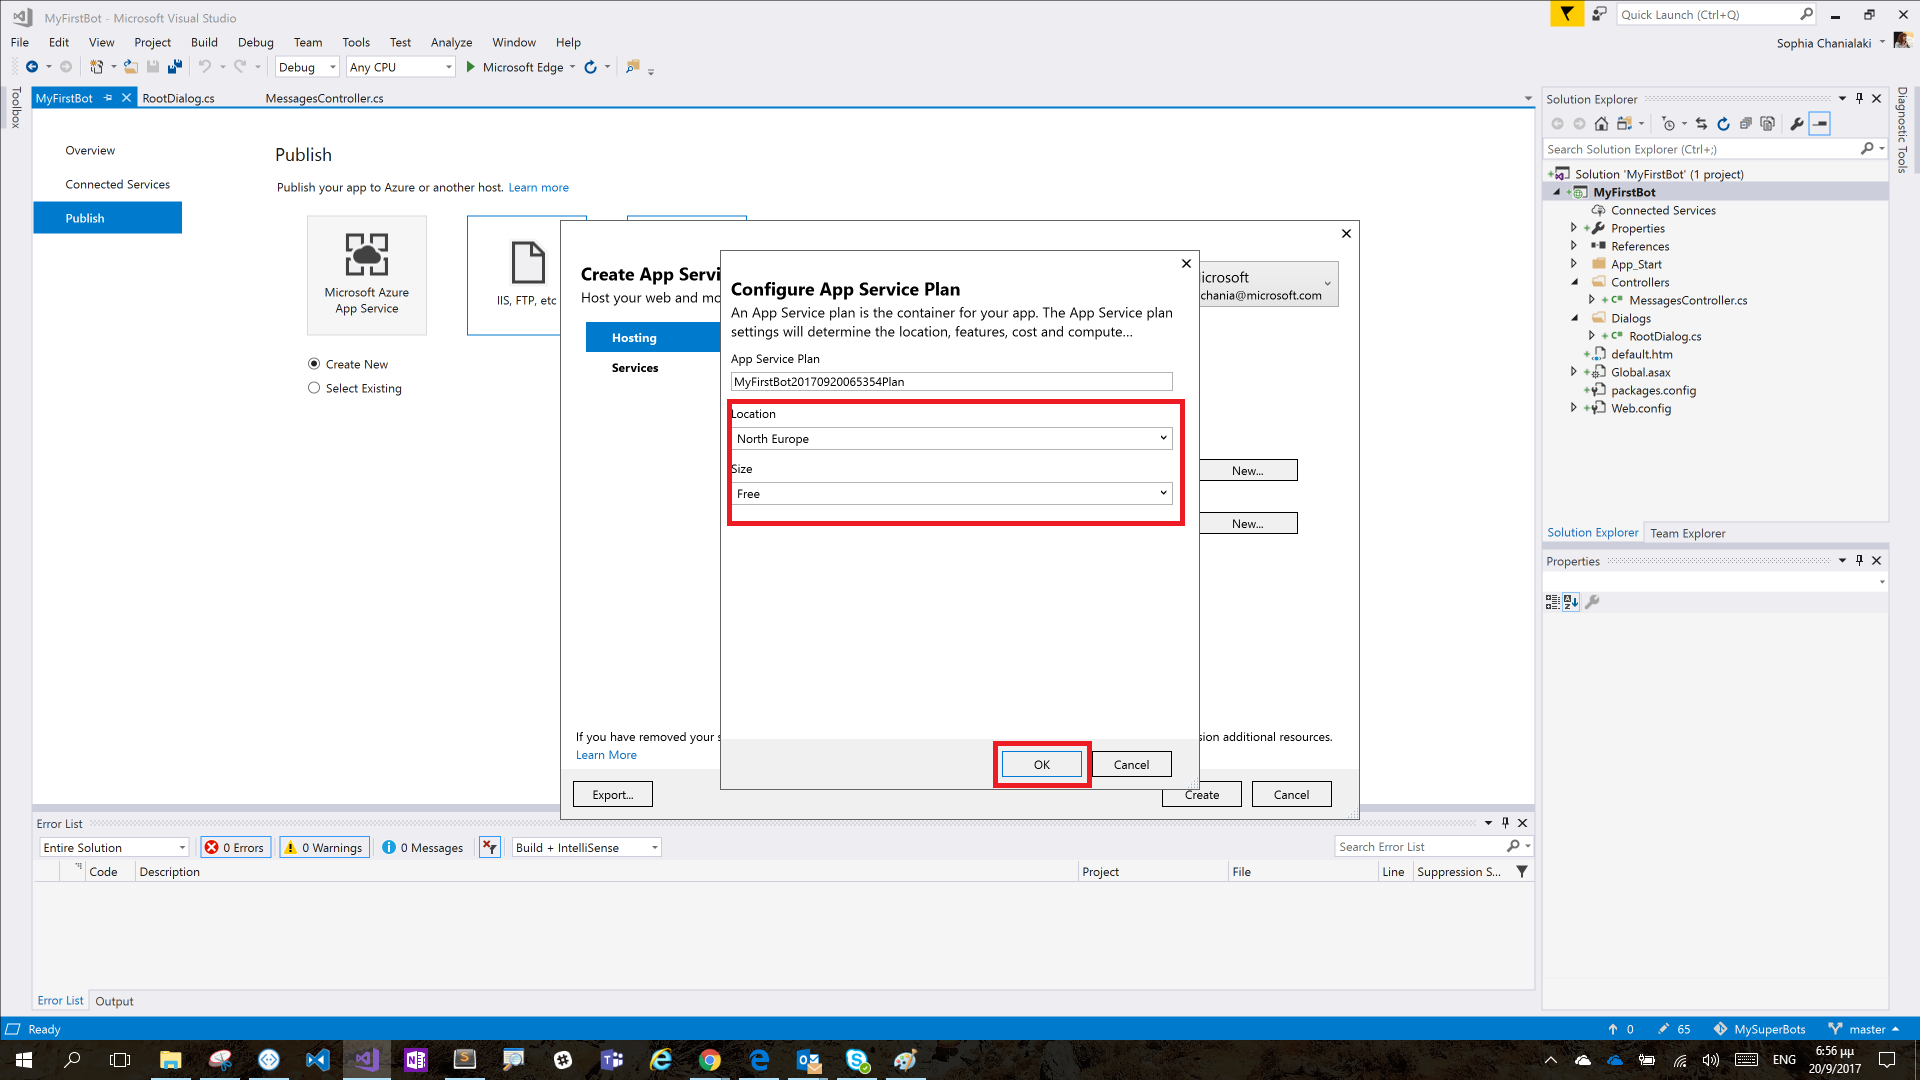 MyFirstBot - Microsoft Visual Studio
Quick Launch (Ctrl+Q)
File Edit View Project Build Debug Team Tools Test Analyze Window Help
Sophia Chanialaki
Debug Any CPU Microsoft Edge
Toolbox
MyFirstBot RootDialog.cs MessagesController.cs
Overview
Connected Services
Publish
Publish
Publish your app to Azure or another host. Learn more
Microsoft Azure
App Service
IIS, FTP, etc
Create New
Select Existing
Create App Servi
Host your web and mo
Hosting
Services
icrosoft
chania@microsoft.com
New...
New...
If you have removed your s
sion additional resources.
Learn More
Export...
Create
Cancel
Configure App Service Plan
An App Service plan is the container for your app. The App Service plan
settings will determine the location, features, cost and compute...
App Service Plan
MyFirstBot20170920065354Plan
Location
North Europe
Size
Free
OK
Cancel
Solution Explorer
Search Solution Explorer (Ctrl+;)
Solution 'MyFirstBot' (1 project)
MyFirstBot
Connected Services
Properties
References
App_Start
Controllers
MessagesController.cs
Dialogs
RootDialog.cs
default.htm
Global.asax
packages.config
Web.config
Solution Explorer Team Explorer
Properties
Diagnostic Tools
Error List
Entire Solution 0 Errors 0 Warnings 0 Messages Build + IntelliSense
Search Error List
Code Description Project File Line Suppression S...
Error List Output
Ready
0 65 MySuperBots master
ENG
6:56 μμ
20/9/2017